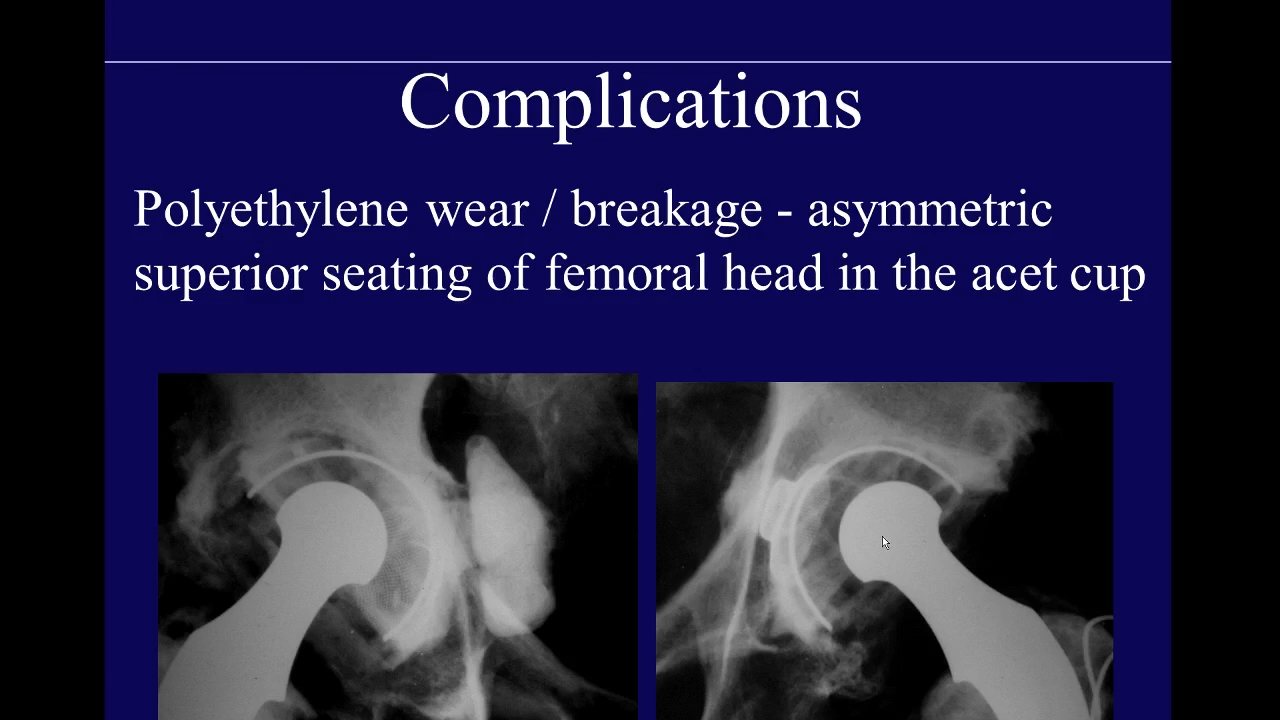 Complications
Polyethylene wear / breakage - asymmetric
superior seating of femoral head in the acet cup